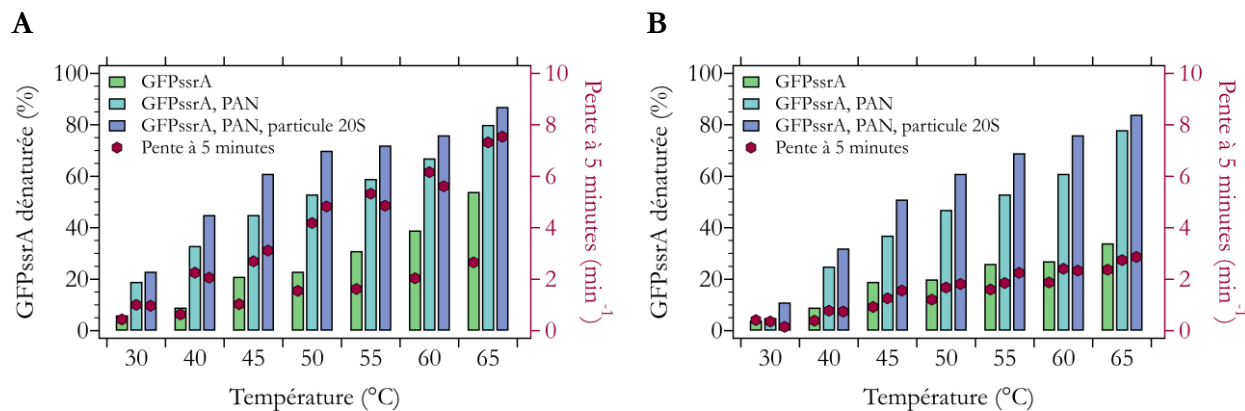 A
GFPssrA dénaturée (%)
100
80
60
40
20
0
GFPssrA
GFPssrA, PAN
GFPssrA, PAN, particule 20S
Pente à 5 minutes
10
8
6
4
2
0
Pente à 5 minutes (min⁻¹)
30 40 45 50 55 60 65
Température (°C)
B
GFPssrA dénaturée (%)
100
80
60
40
20
0
GFPssrA
GFPssrA, PAN
GFPssrA, PAN, particule 20S
Pente à 5 minutes
10
8
6
4
2
0
Pente à 5 minutes (min⁻¹)
30 40 45 50 55 60 65
Température (°C)